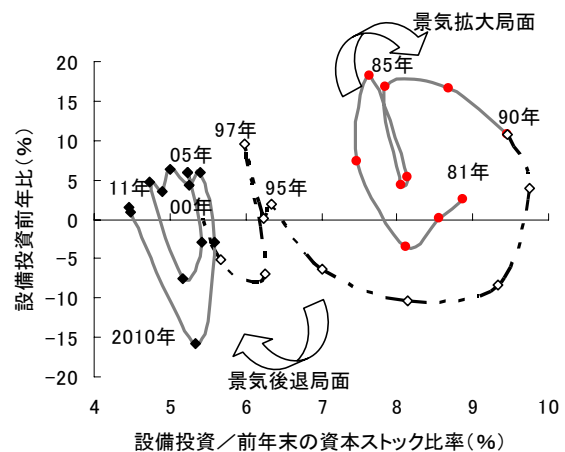 景気拡大局面
20
15
10
5
0
-5
-10
-15
-20
設備投資前年比(%)
85年
90年
97年
05年
81年
11年
95年
00年
2010年
景気後退局面
4 5 6 7 8 9 10
設備投資／前年末の資本ストック比率(%)